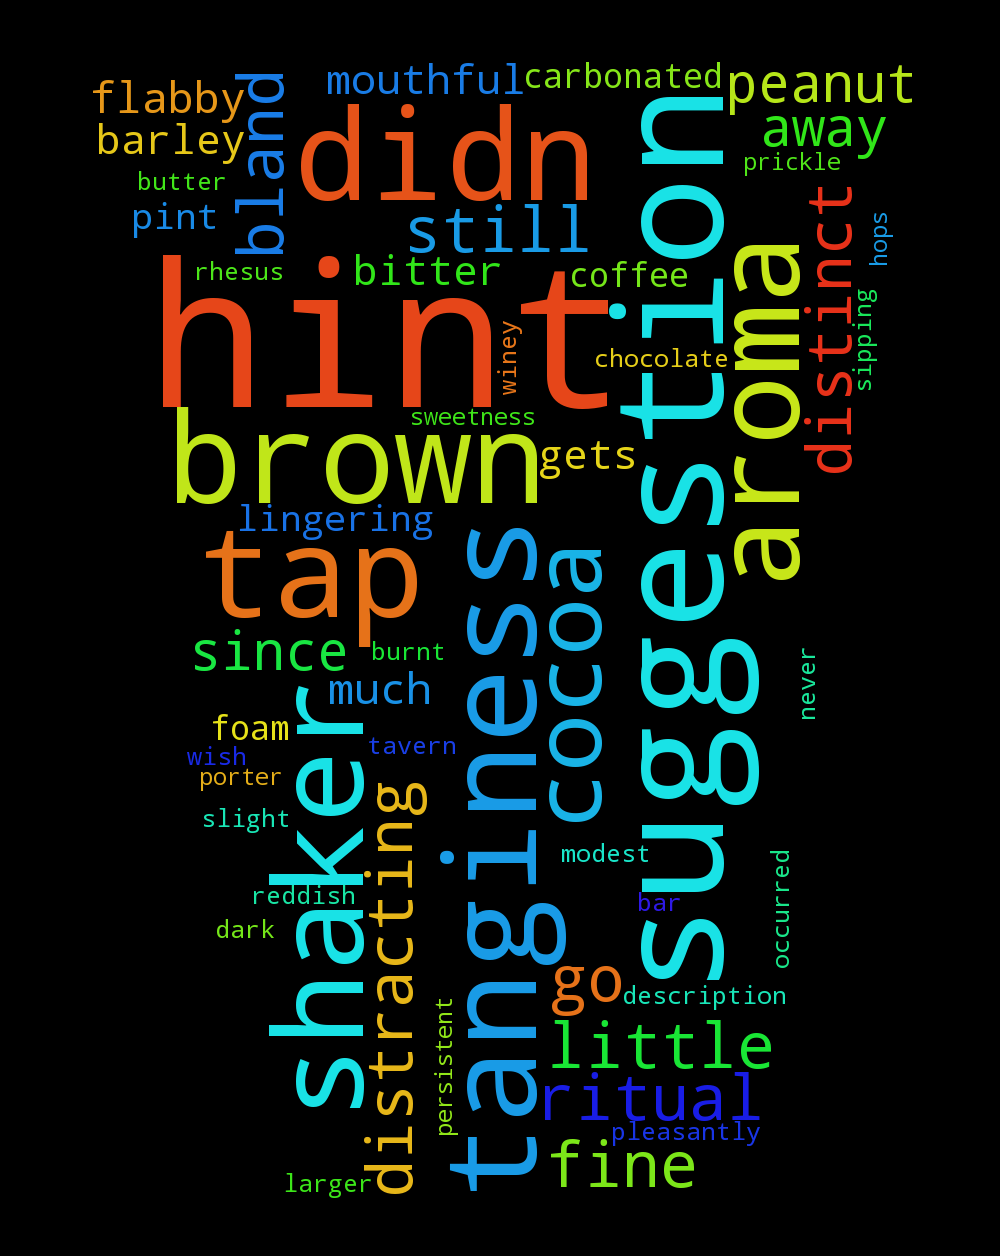 mouthful
carbonated
peanut
flabby
bland
didn
suggestion
away
barley
prickle
butter
distinct
pint
still
hops
rhesus
bitter
coffee
aroma
hint
winey
chocolate
sipping
sweetness
brown
gets
lingering
tap
tanginess
cocoa
since
burnt
never
much
shaker
foam
tavern
wish
porter
distracting
slight
modest
occurred
reddish
bar
dark
go
description
persistent
little
ritual
pleasantly
fine
larger